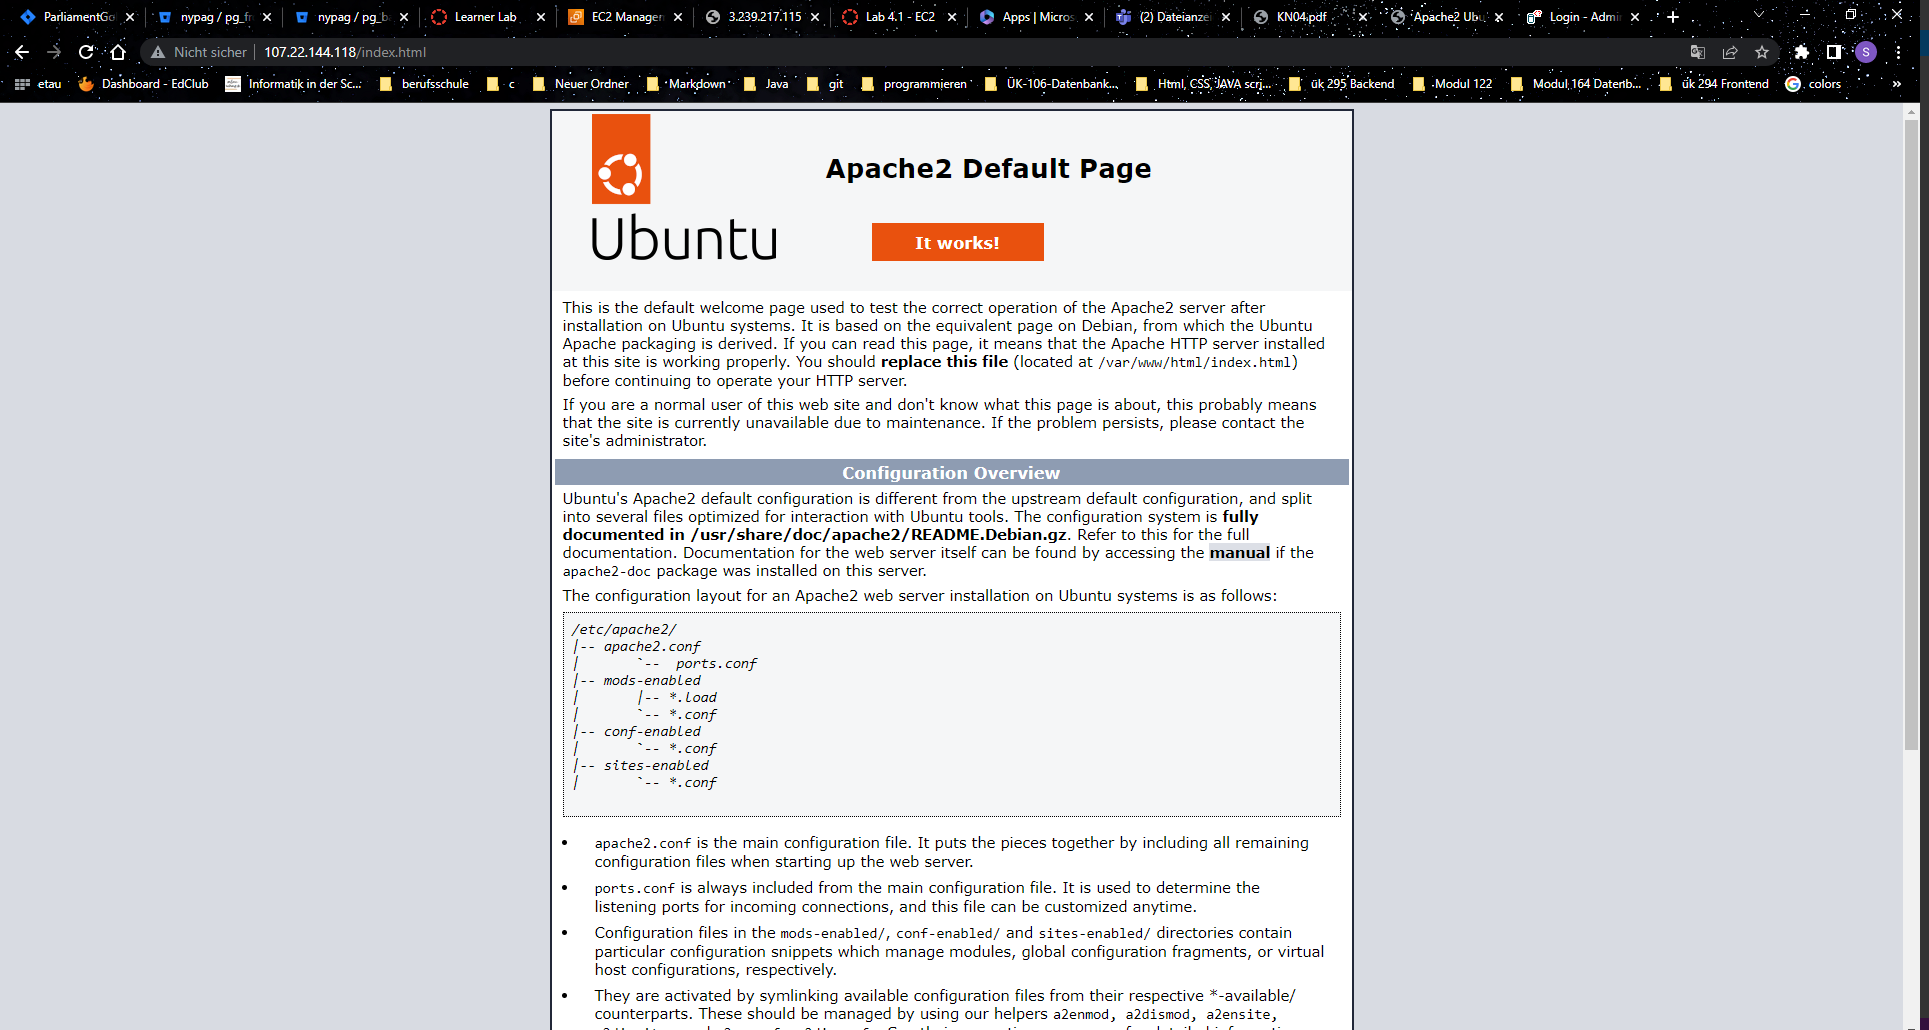 ParliamentGo
nypag / pg_fr
nypag / pg_b
Learner Lab
EC2 Manager
3.239.217.115
Lab 4.1 - EC2
Apps | Micros
(2) Dateianze
KN04.pdf
Apache2 Ubu
Login - Admi
Nicht sicher
107.22.144.118/index.html
S
etau
Dashboard - EdClub
Informatik in der Sc...
berufsschule
c
Neuer Ordner
Markdown
Java
git
programmieren
ÜK-106-Datenbank...
Html, CSS, JAVA scrj...
ük 295 Backend
Modul 122
Modul 164 Datenb...
ük 294 Frontend
colors
»
Apache2 Default Page
Ubuntu
It works!
This is the default welcome page used to test the correct operation of the Apache2 server after
installation on Ubuntu systems. It is based on the equivalent page on Debian, from which the Ubuntu
Apache packaging is derived. If you can read this page, it means that the Apache HTTP server installed
at this site is working properly. You should replace this file (located at /var/www/html/index.html)
before continuing to operate your HTTP server.
If you are a normal user of this web site and don't know what this page is about, this probably means
that the site is currently unavailable due to maintenance. If the problem persists, please contact the
site's administrator.
Configuration Overview
Ubuntu's Apache2 default configuration is different from the upstream default configuration, and split
into several files optimized for interaction with Ubuntu tools. The configuration system is fully
documented in /usr/share/doc/apache2/README.Debian.gz. Refer to this for the full
documentation. Documentation for the web server itself can be found by accessing the manual if the
apache2-doc package was installed on this server.
The configuration layout for an Apache2 web server installation on Ubuntu systems is as follows:
/etc/apache2/
|-- apache2.conf
|       `--  ports.conf
|-- mods-enabled
|       |-- *.load
|       `-- *.conf
|-- conf-enabled
|       `-- *.conf
|-- sites-enabled
|       `-- *.conf
• apache2.conf is the main configuration file. It puts the pieces together by including all remaining
configuration files when starting up the web server.
• ports.conf is always included from the main configuration file. It is used to determine the
listening ports for incoming connections, and this file can be customized anytime.
• Configuration files in the mods-enabled/, conf-enabled/ and sites-enabled/ directories contain
particular configuration snippets which manage modules, global configuration fragments, or virtual
host configurations, respectively.
• They are activated by symlinking available configuration files from their respective *-available/
counterparts. These should be managed by using our helpers a2enmod, a2dismod, a2ensite,